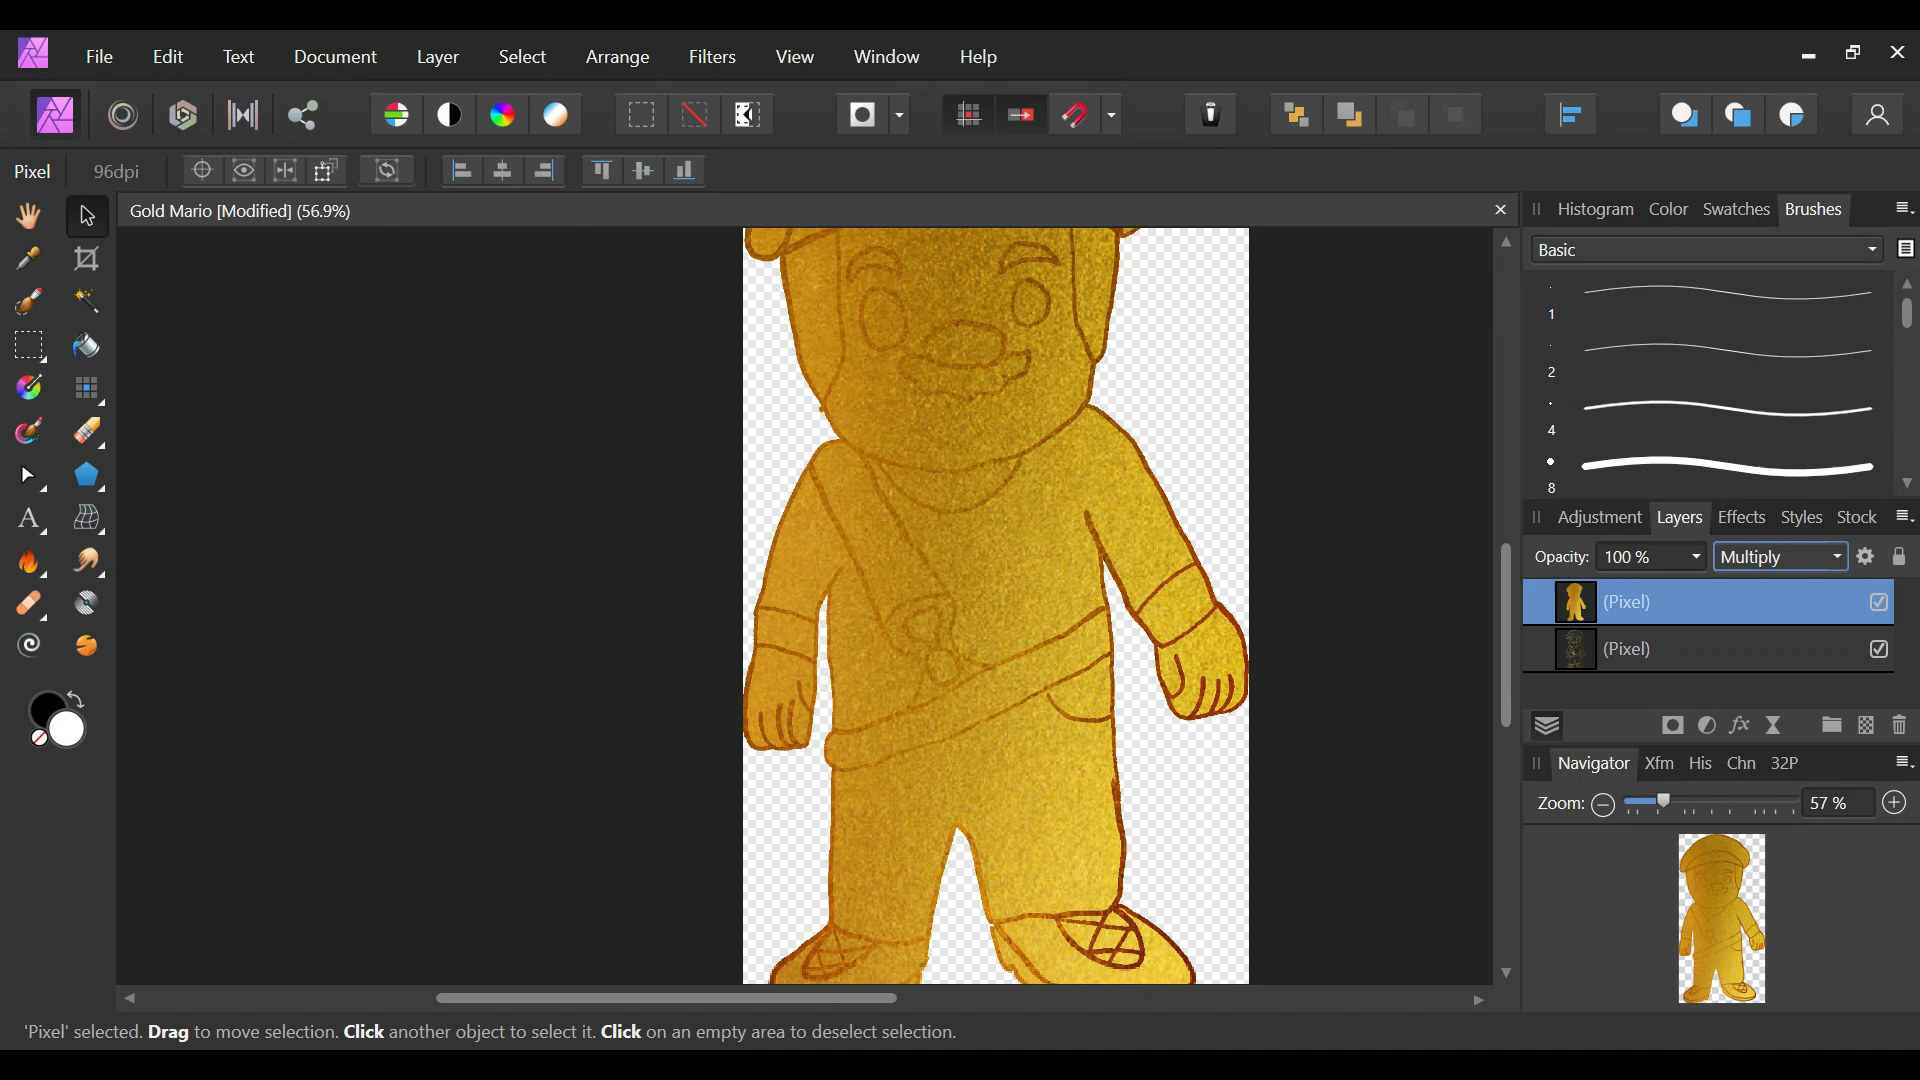 File Edit Text Document Layer Select Arrange Filters View Window Help
Pixel 96dpi
Gold Mario [Modified] (56.9%)
Histogram Color Swatches Brushes
Basic
1
2
4
8
Adjustment Layers Effects Styles Stock
Opacity: 100 % Multiply
(Pixel)
(Pixel)
Navigator Xfm His Chn 32P
Zoom: 57 %
'Pixel' selected. Drag to move selection. Click another object to select it. Click on an empty area to deselect selection.